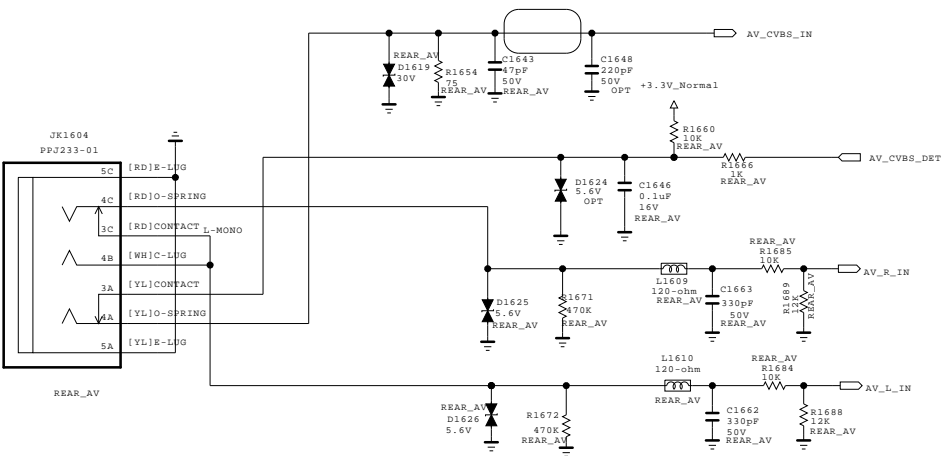 AV_CVBS_IN
REAR_AV
D1619
30V
R1654
75
REAR_AV
C1643
47pF
50V
REAR_AV
C1648
220pF
50V
OPT
+3.3V_Normal
R1660
10K
REAR_AV
JK1604
PPJ233-01
5C
[RD]E-LUG
4C
[RD]O-SPRING
3C
[RD]CONTACT
L-MONO
4B
[WH]C-LUG
3A
[YL]CONTACT
4A
[YL]O-SPRING
5A
[YL]E-LUG
REAR_AV
R1666
1K
REAR_AV
AV_CVBS_DET
D1624
5.6V
OPT
C1646
0.1uF
16V
REAR_AV
REAR_AV
R1685
10K
AV_R_IN
L1609
120-ohm
REAR_AV
D1625
5.6V
REAR_AV
R1671
470K
REAR_AV
C1663
330pF
50V
REAR_AV
R1689
12K
REAR_AV
L1610
120-ohm
REAR_AV
REAR_AV
R1684
10K
AV_L_IN
REAR_AV
D1626
5.6V
R1672
470K
REAR_AV
C1662
330pF
50V
REAR_AV
R1688
12K
REAR_AV